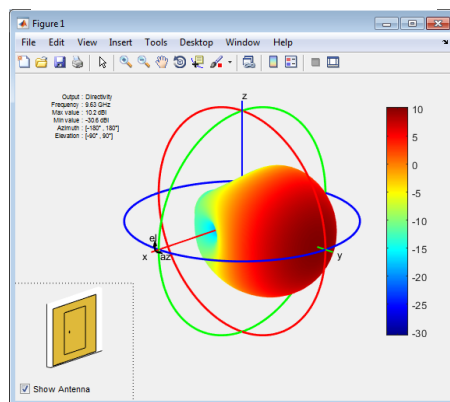 Figure 1
File Edit View Insert Tools Desktop Window Help
Output : Directivity
Frequency : 9.63 GHz
Max value : 10.2 dBi
Min value : -30.6 dBi
Azimuth : [-180° , 180°]
Elevation : [-90° , 90°]
z
10
5
0
-5
-10
-15
-20
-25
-30
el
x az
y
Show Antenna